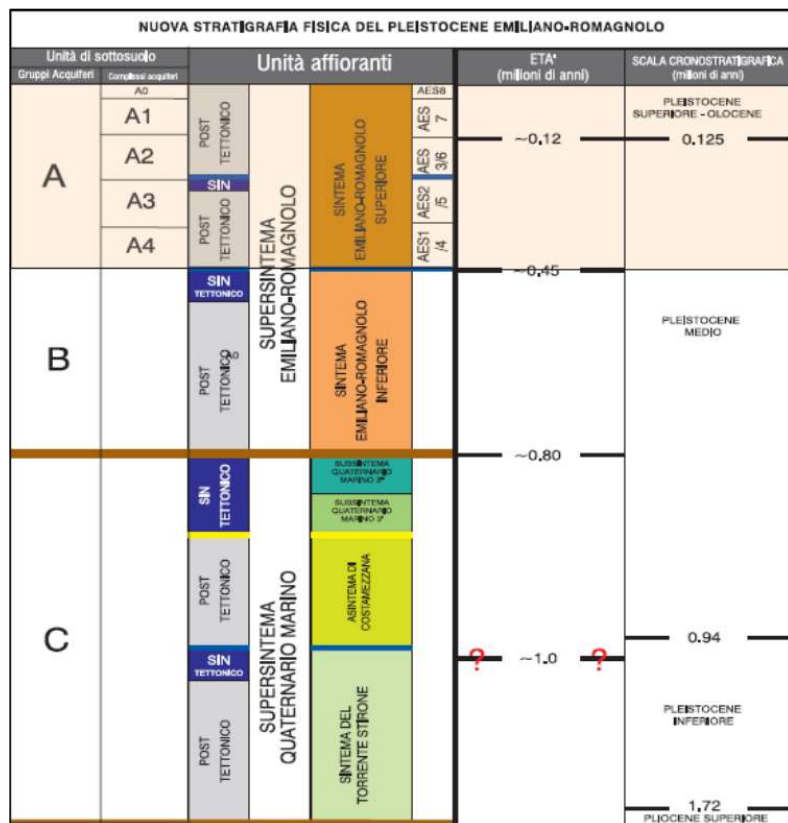 NUOVA STRATIGRAFIA FISICA DEL PLEISTOCENE EMILIANO-ROMAGNOLO
Unità di sottosuolo
Gruppi Acquiferi
Complessi acquiferi
Unità affioranti
ETA'
(milioni di anni)
SCALA CRONOSTRATIGRAFICA
(milioni di anni)
A
A0
A1
A2
A3
A4
POST
TETTONICO
SIN
POST
TETTONICO
SUPERSINTEMA
EMILIANO-ROMAGNOLO
SINTEMA
EMILIANO-ROMAGNOLO
SUPERIORE
AES8
AES
7
AES
3/6
AES2
/5
AES1
/4
~0.12
~0.45
PLEISTOCENE
SUPERIORE - OLOCENE
0.125
B
SIN
TETTONICO
POST
TETTONICO
SINTEMA
EMILIANO-ROMAGNOLO
INFERIORE
~0.80
PLEISTOCENE
MEDIO
C
SIN
TETTONICO
POST
TETTONICO
SIN
TETTONICO
POST
TETTONICO
SUPERSINTEMA
QUATERNARIO MARINO
SUBSINTEMA
QUATERNARIO
SUBSINTEMA
QUATERNARIO
ASINTEMA DI
COSTAMEZZANA
SINTEMA DEL
TORRENTE STIRONE
? ~1.0 ?
0.94
PLEISTOCENE
INFERIORE
1.72
PLIOCENE SUPERIORE